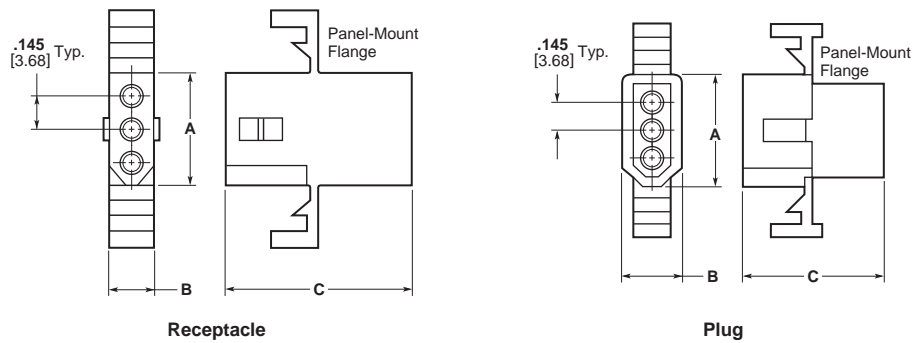 .145
[3.68] Typ.
Panel-Mount
Flange
A
B
C
Receptacle
.145
[3.68] Typ.
Panel-Mount
Flange
A
B
C
Plug